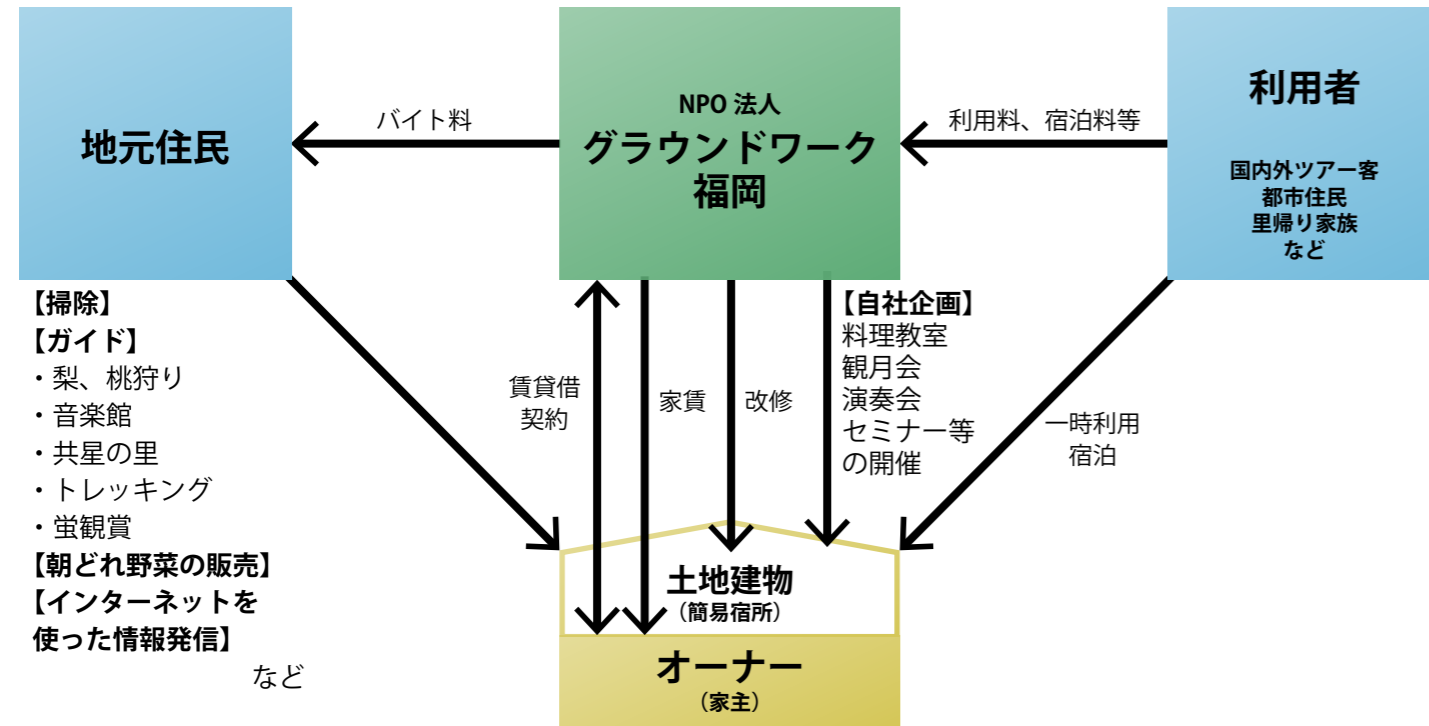 地元住民
バイト料
NPO 法人
グラウンドワーク
福岡
利用料、宿泊料等
利用者
国内外ツアー客
都市住民
里帰り家族
など
【掃除】
【ガイド】
・梨、桃狩り
・音楽館
・共星の里
・トレッキング
・蛍観賞
【朝どれ野菜の販売】
【インターネットを
使った情報発信】
など
賃貸借
契約
家賃
改修
【自社企画】
料理教室
観月会
演奏会
セミナー等
の開催
一時利用
宿泊
土地建物
（簡易宿所）
オーナー
（家主）